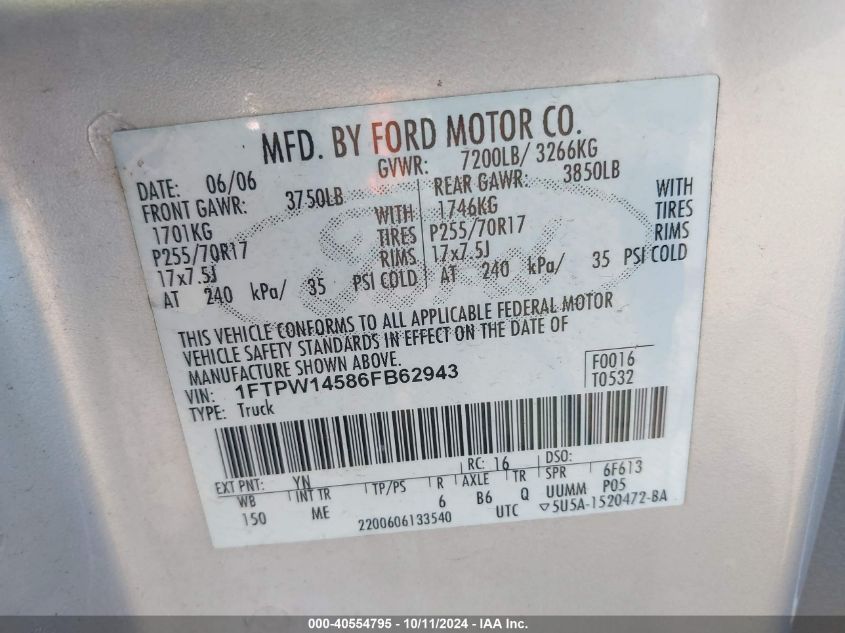 MFD. BY FORD MOTOR CO.
DATE: 06/06 GVWR: 7200LB/ 3266KG
FRONT GAWR: 3750LB REAR GAWR: 3850LB
1701KG WITH 1746KG WITH
P255/70R17 TIRES P255/70R17 TIRES
17x7.5J RIMS 17x7.5J RIMS
AT 240 kPa/ 35 PSI COLD AT 240 kPa/ 35 PSI COLD
THIS VEHICLE CONFORMS TO ALL APPLICABLE FEDERAL MOTOR
VEHICLE SAFETY STANDARDS IN EFFECT ON THE DATE OF
MANUFACTURE SHOWN ABOVE.
VIN: 1FTPW14586FB62943 F0016
TYPE: Truck T0532
EXT PNT: YN RC: 16 DSO:
WB INT TR TP/PS R AXLE TR SPR 6F613
150 ME 6 B6 Q UUMM P05
2200606133540 UTC ▽5U5A-1520472-BA
000-40554795 - 10/11/2024 - IAA Inc.